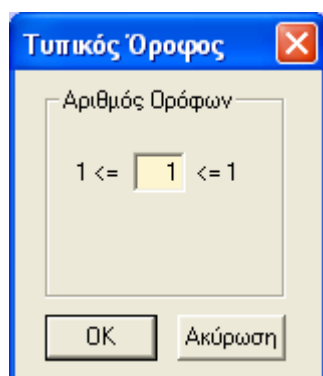 Τυπικός Όροφος
Αριθμός Ορόφων
1 <= 1 <= 1
OK Ακύρωση